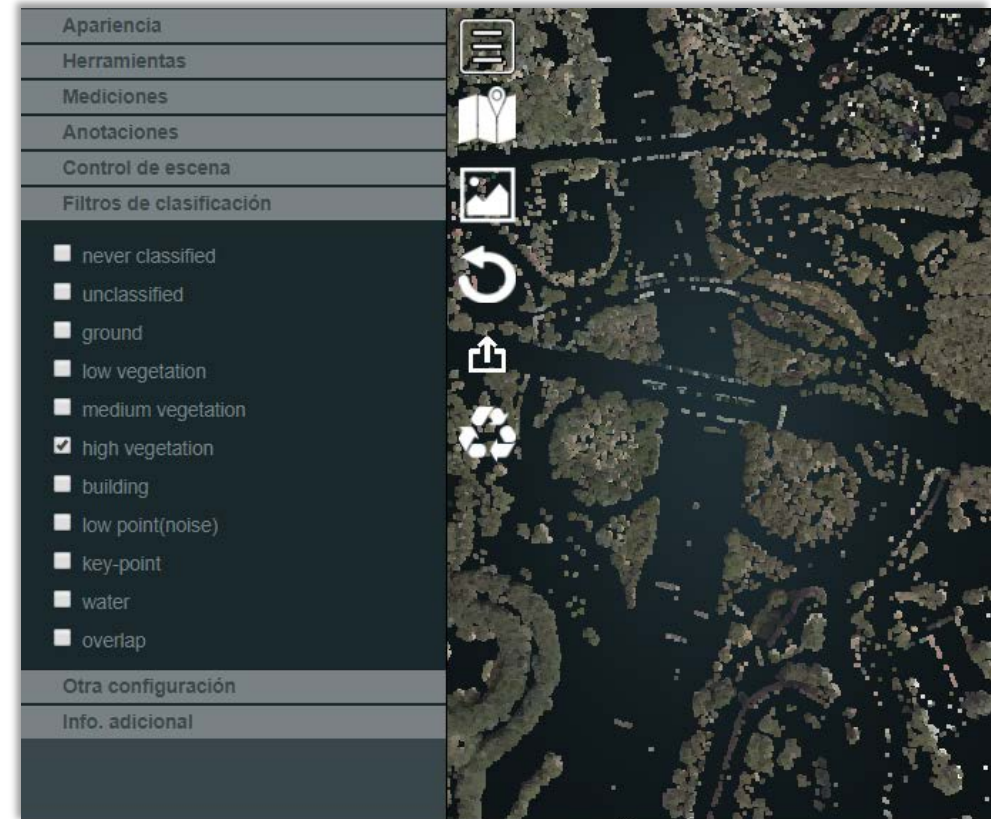 Apariencia
Herramientas
Mediciones
Anotaciones
Control de escena
Filtros de clasificación
never classified
unclassified
ground
low vegetation
medium vegetation
high vegetation
building
low point(noise)
key-point
water
overlap
Otra configuración
Info. adicional